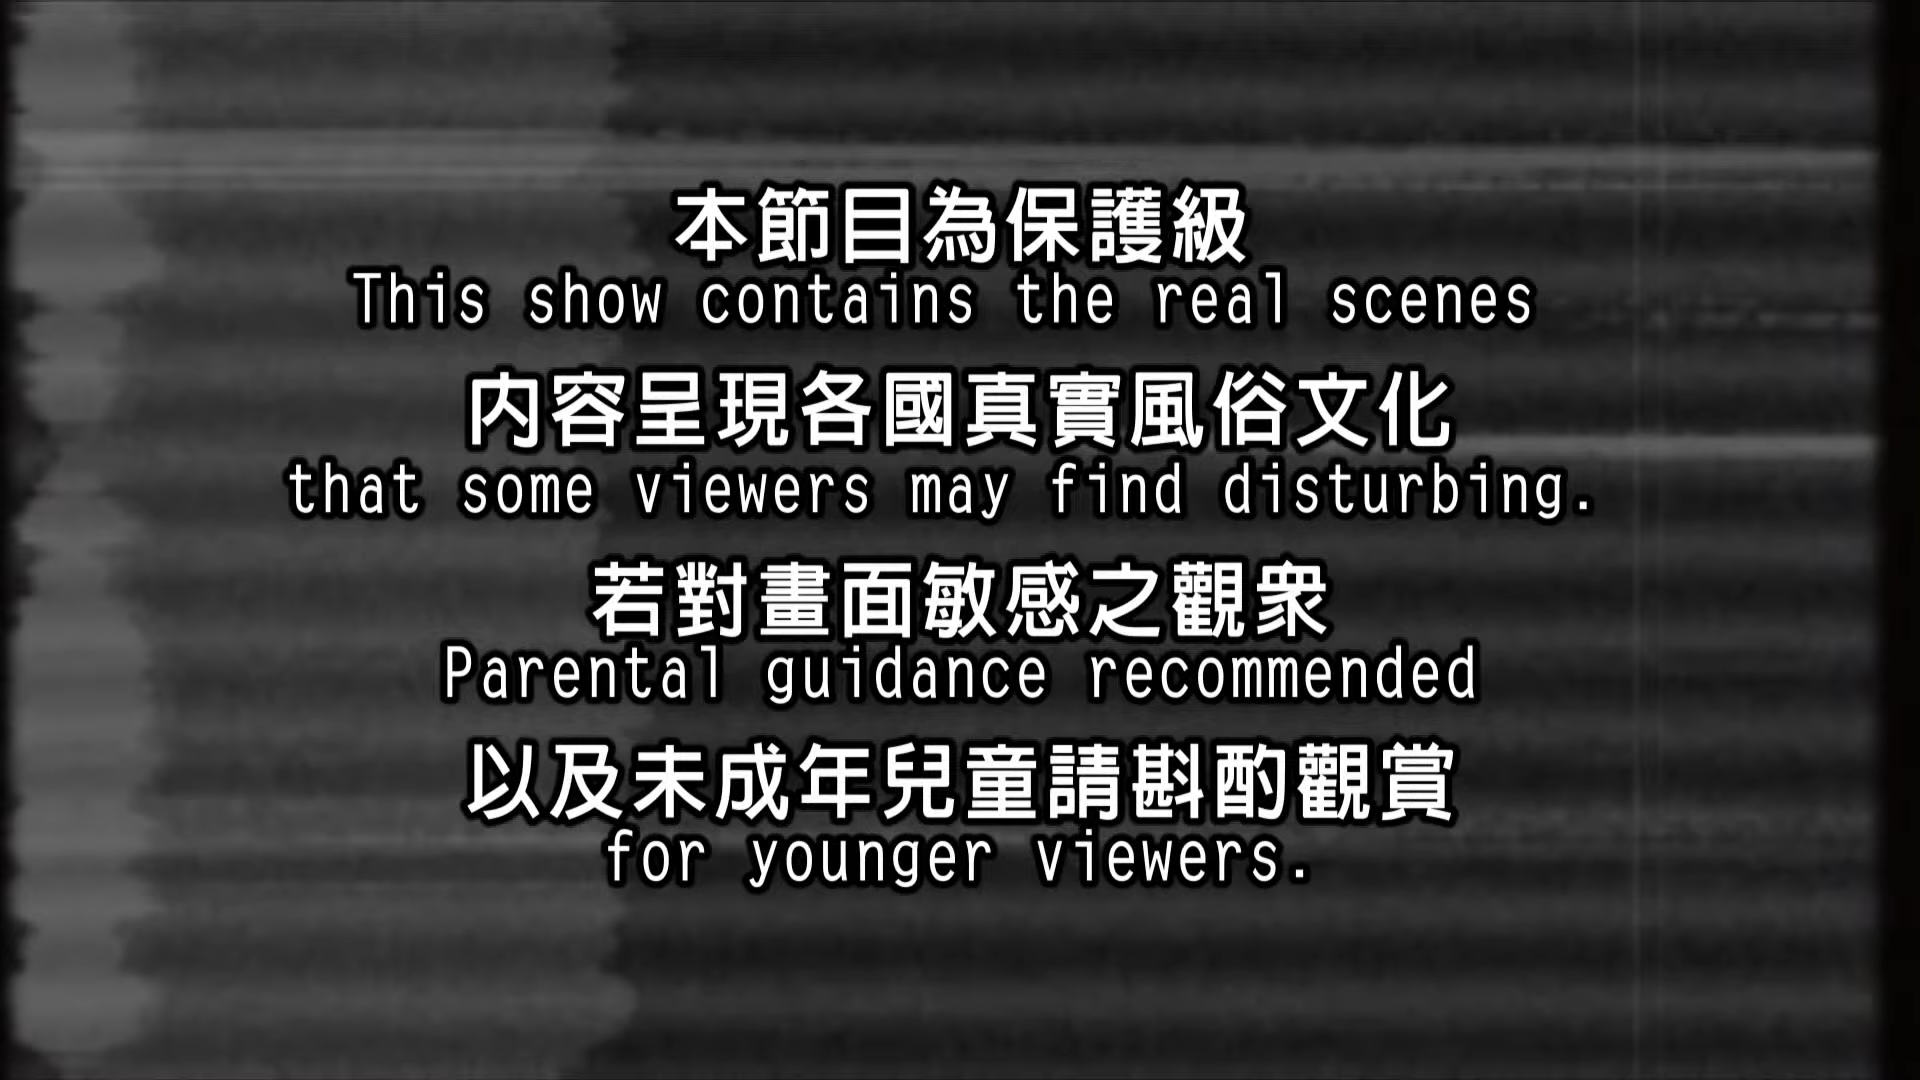 本節目為保護級
This show contains the real scenes
内容呈現各國真實風俗文化
that some viewers may find disturbing.
若對畫面敏感之觀眾
Parental guidance recommended
以及未成年兒童請斟酌觀賞
for younger viewers.